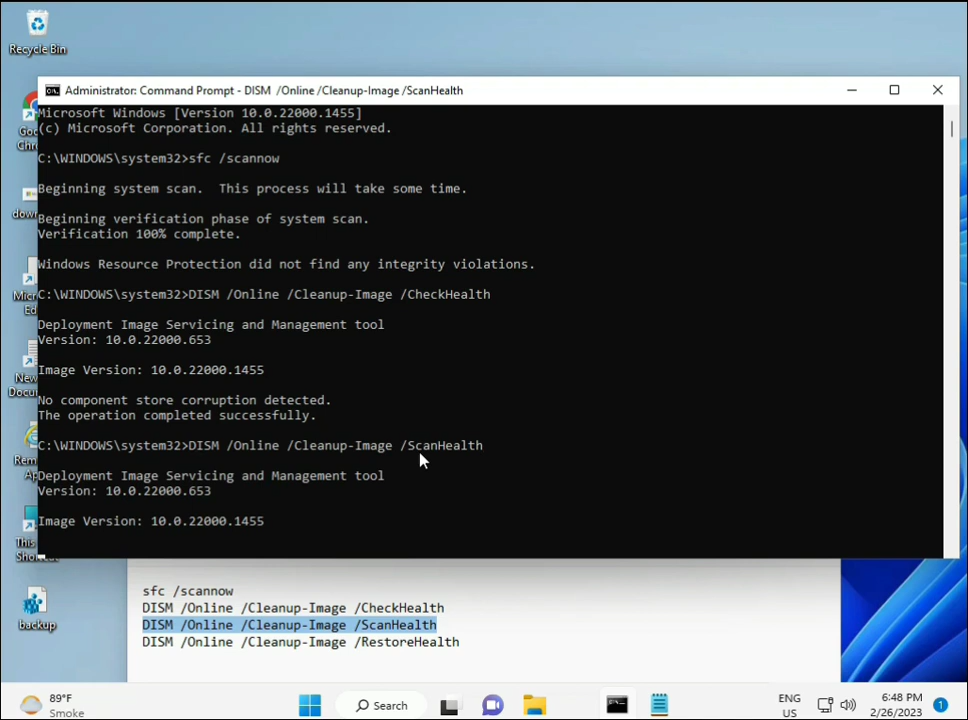 Recycle Bin
Administrator: Command Prompt - DISM  /Online /Cleanup-Image /ScanHealth
Microsoft Windows [Version 10.0.22000.1455]
(c) Microsoft Corporation. All rights reserved.
C:\WINDOWS\system32>sfc /scannow
Beginning system scan.  This process will take some time.
Beginning verification phase of system scan.
Verification 100% complete.
Windows Resource Protection did not find any integrity violations.
C:\WINDOWS\system32>DISM /Online /Cleanup-Image /CheckHealth
Deployment Image Servicing and Management tool
Version: 10.0.22000.653
Image Version: 10.0.22000.1455
No component store corruption detected.
The operation completed successfully.
C:\WINDOWS\system32>DISM /Online /Cleanup-Image /ScanHealth
Deployment Image Servicing and Management tool
Version: 10.0.22000.653
Image Version: 10.0.22000.1455
sfc /scannow
DISM /Online /Cleanup-Image /CheckHealth
DISM /Online /Cleanup-Image /ScanHealth
DISM /Online /Cleanup-Image /RestoreHealth
backup
89°F
Smoke
Search
ENG
US
6:48 PM
2/26/2023
1